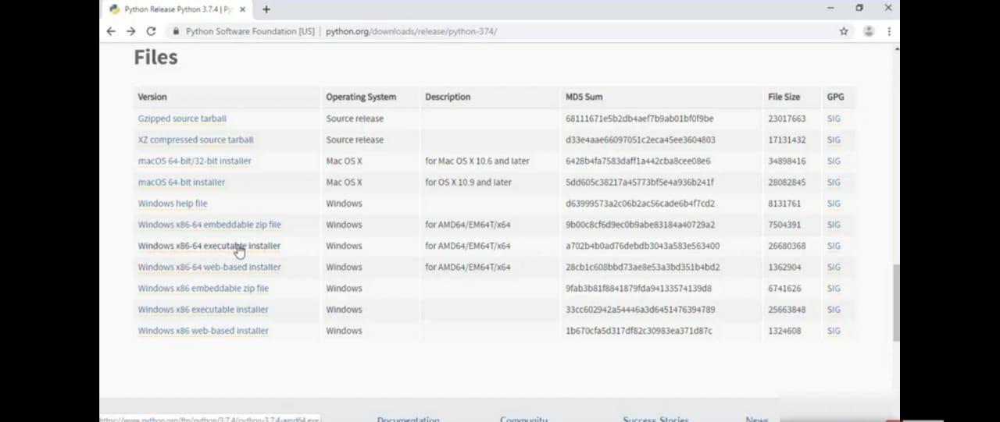 Python Release Python 3.7.4 | Py
Python Software Foundation [US] | python.org/downloads/release/python-374/
Files
Version Operating System Description MD5 Sum File Size GPG
Gzipped source tarball Source release 68111671e5b2db4aef7b9ab01bf0f9be 23017663 SIG
XZ compressed source tarball Source release d33e4aae66097051c2eca45ee3604803 17131432 SIG
macOS 64-bit/32-bit installer Mac OS X for Mac OS X 10.6 and later 6428b4fa7583daff1a442cba8cee08e6 34898416 SIG
macOS 64-bit installer Mac OS X for OS X 10.9 and later 5dd605c38217a45773bf5e4a936b241f 28082845 SIG
Windows help file Windows d63999573a2c06b2ac56cade6b4f7cd2 8131761 SIG
Windows x86-64 embeddable zip file Windows for AMD64/EM64T/x64 9b00c8cf6d9ec0b9abe83184a40729a2 7504391 SIG
Windows x86-64 executable installer Windows for AMD64/EM64T/x64 a702b4b0ad76debdb3043a583e563400 26680368 SIG
Windows x86-64 web-based installer Windows for AMD64/EM64T/x64 28cb1c608bbd73ae8e53a3bd351b4bd2 1362904 SIG
Windows x86 embeddable zip file Windows 9fab3b81f8841879fda94133574139d8 6741626 SIG
Windows x86 executable installer Windows 33cc602942a54446a3d6451476394789 25663848 SIG
Windows x86 web-based installer Windows 1b670cfa5d317df82c30983ea371d87c 1324608 SIG
https://www.python.org/ftp/python/3.7.4/python-3.7.4-amd64.exe Documentation Community Success Stories News